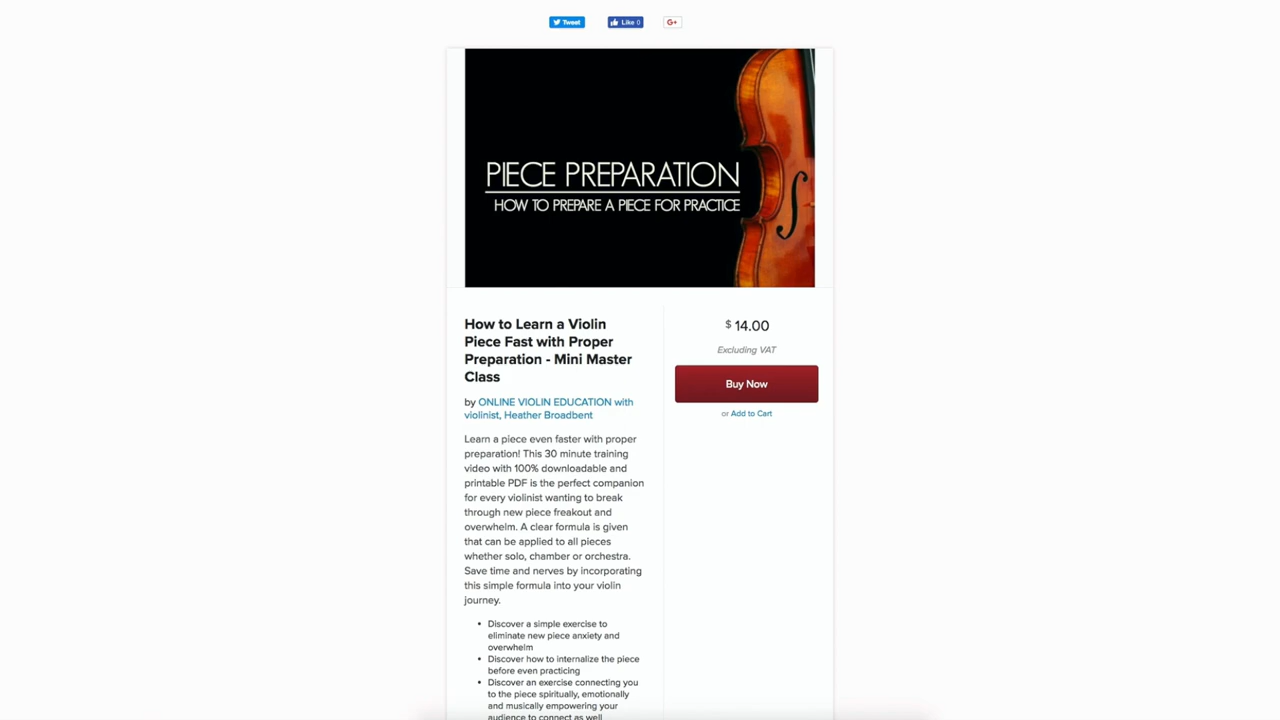 Tweet
Like 0
G+
PIECE PREPARATION
HOW TO PREPARE A PIECE FOR PRACTICE
How to Learn a Violin
Piece Fast with Proper
Preparation - Mini Master
Class
by ONLINE VIOLIN EDUCATION with
violinist, Heather Broadbent
Learn a piece even faster with proper
preparation! This 30 minute training
video with 100% downloadable and
printable PDF is the perfect companion
for every violinist wanting to break
through new piece freakout and
overwhelm. A clear formula is given
that can be applied to all pieces
whether solo, chamber or orchestra.
Save time and nerves by incorporating
this simple formula into your violin
journey.
• Discover a simple exercise to
eliminate new piece anxiety and
overwhelm
• Discover how to internalize the piece
before even practicing
• Discover an exercise connecting you
to the piece spiritually, emotionally
and musically empowering your
audience to connect as well
$ 14.00
Excluding VAT
Buy Now
or Add to Cart